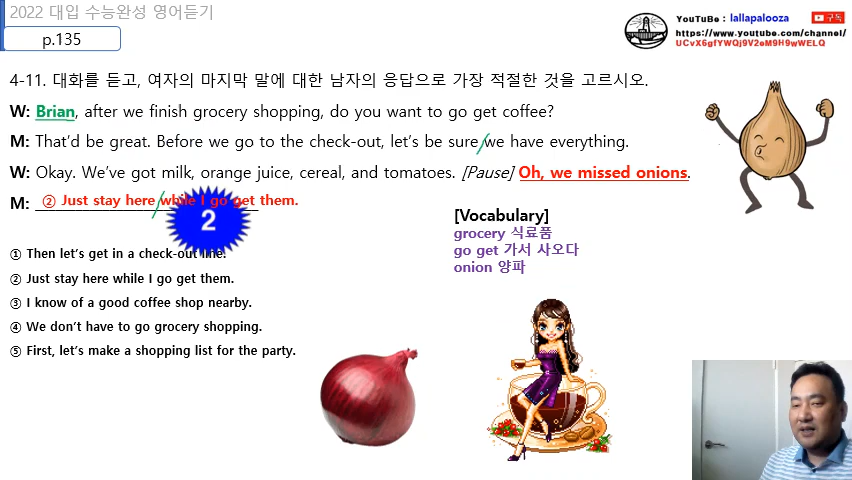 2022 대입 수능완성 영어듣기
p.135
YouTuBe : lallapalooza
구독
https://www.youtube.com/channel/
UCvX6gfYWQj9V2eM9H9wWELQ
4-11. 대화를 듣고, 여자의 마지막 말에 대한 남자의 응답으로 가장 적절한 것을 고르시오.
W: Brian, after we finish grocery shopping, do you want to go get coffee?
M: That’d be great. Before we go to the check-out, let’s be sure we have everything.
W: Okay. We’ve got milk, orange juice, cereal, and tomatoes. [Pause] Oh, we missed onions.
M: ② Just stay here while I go get them.
2
① Then let’s get in a check-out line.
② Just stay here while I go get them.
③ I know of a good coffee shop nearby.
④ We don’t have to go grocery shopping.
⑤ First, let’s make a shopping list for the party.
[Vocabulary]
grocery 식료품
go get 가서 사오다
onion 양파